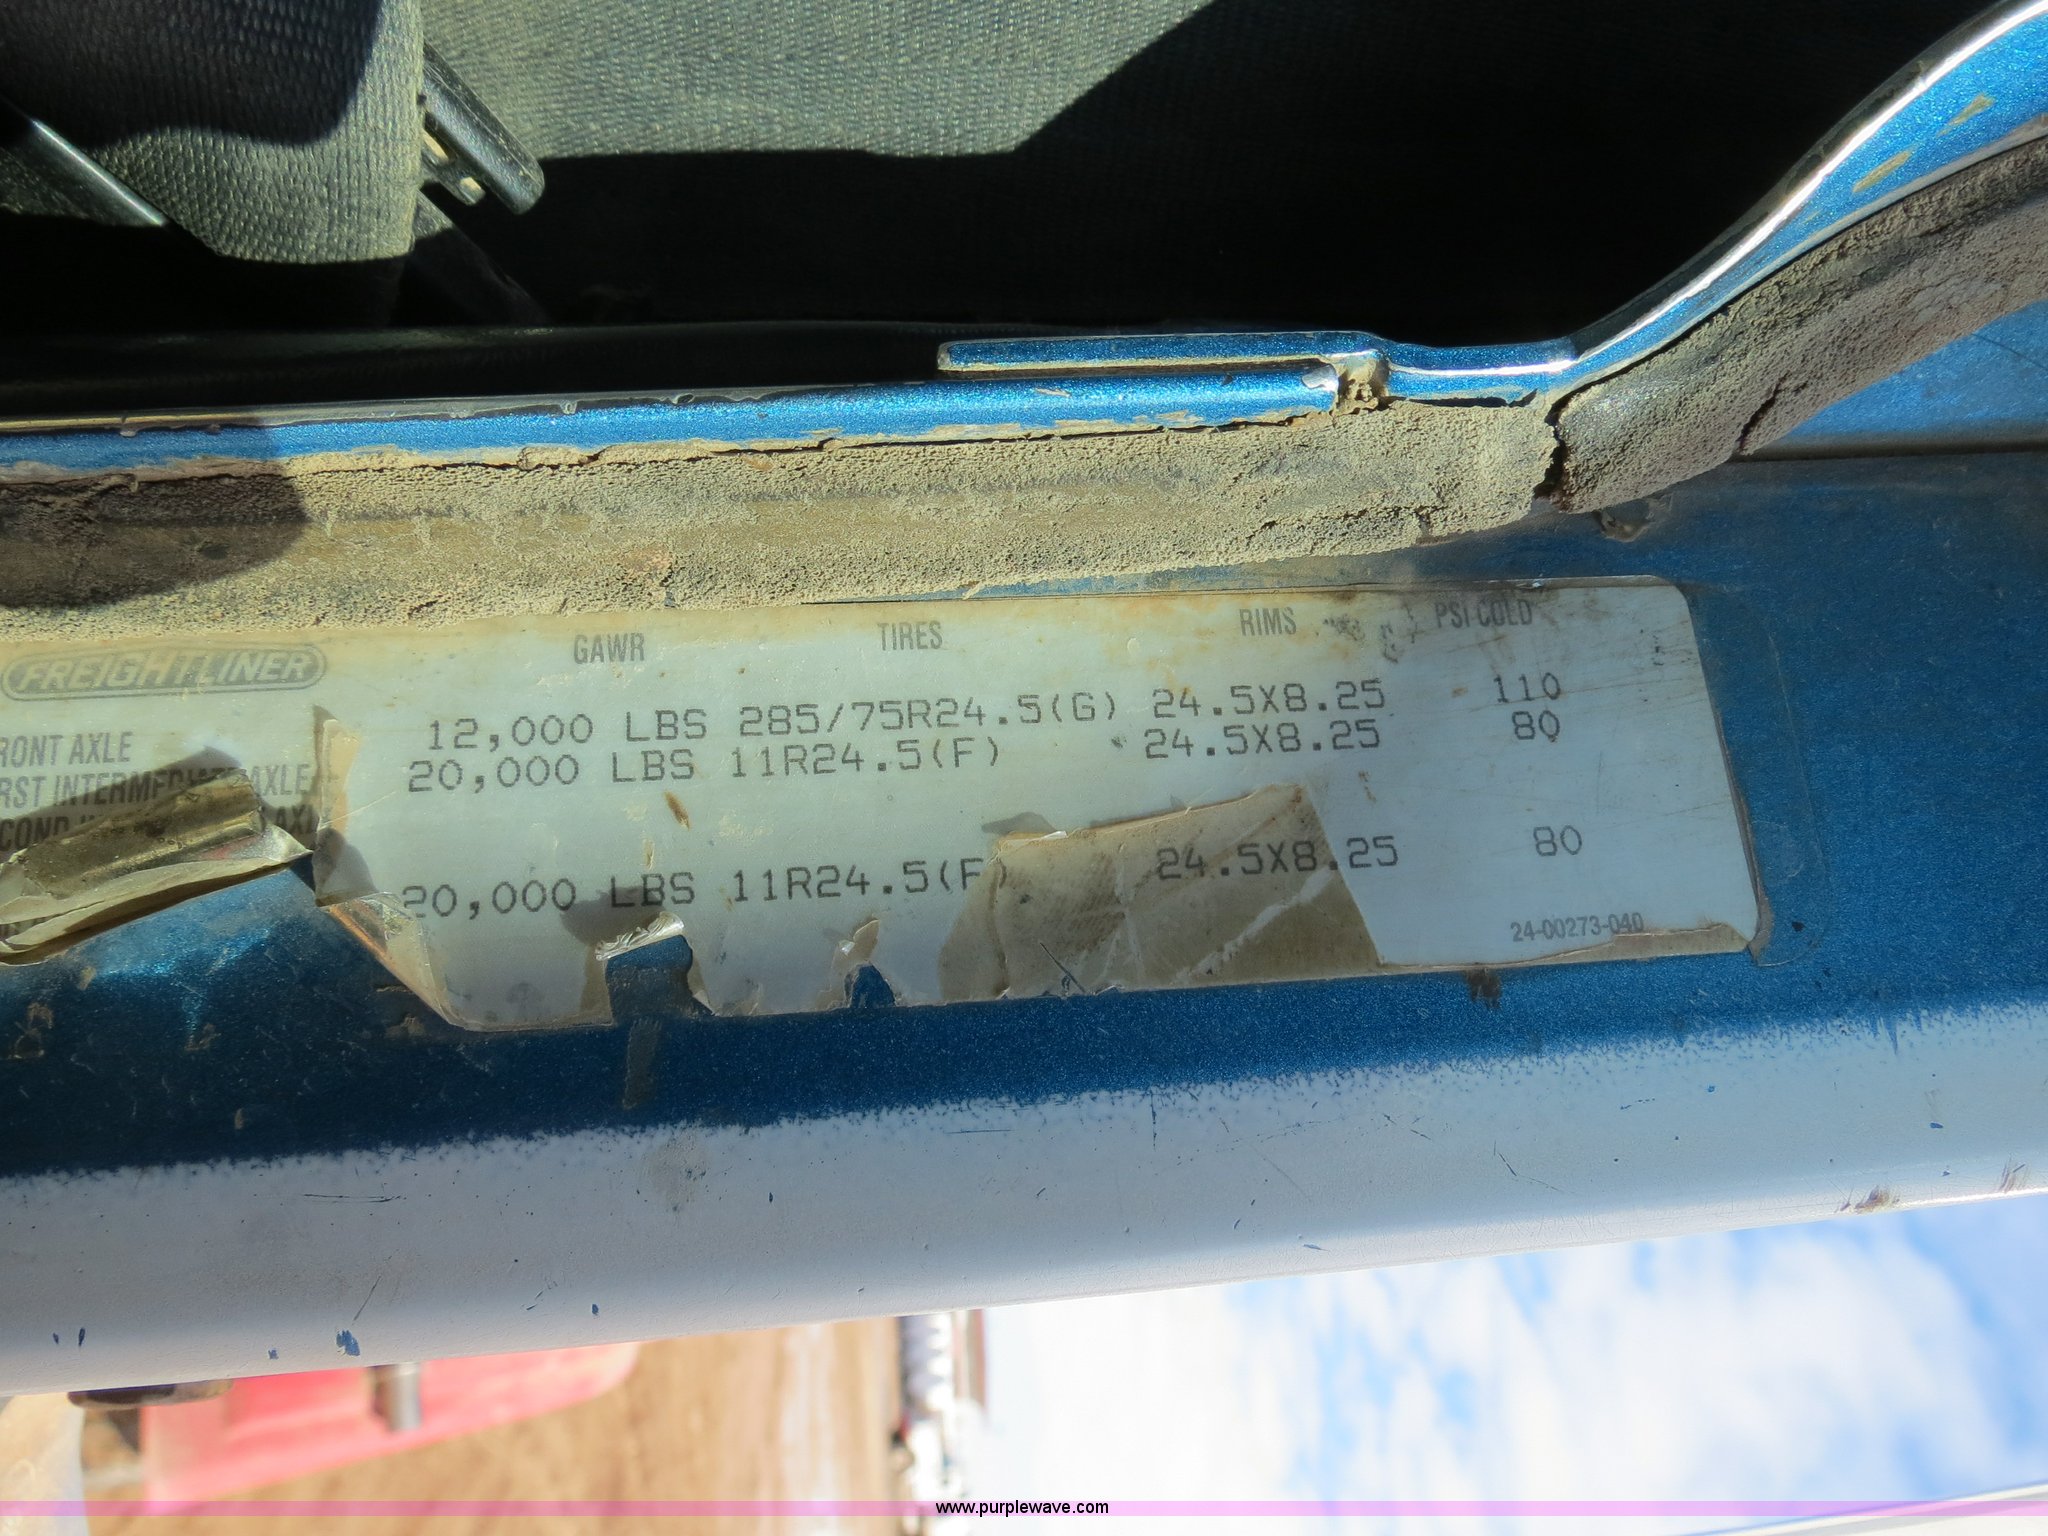 FREIGHTLINER GAWR TIRES RIMS PSI COLD
RONT AXLE 12,000 LBS 285/75R24.5(G) 24.5X8.25 110
RST INTERMEDIATE AXLE 20,000 LBS 11R24.5(F) 24.5X8.25 80
COND AXL
20,000 LBS 11R24.5(F) 24.5X8.25 80
24-00273-040
www.purplewave.com